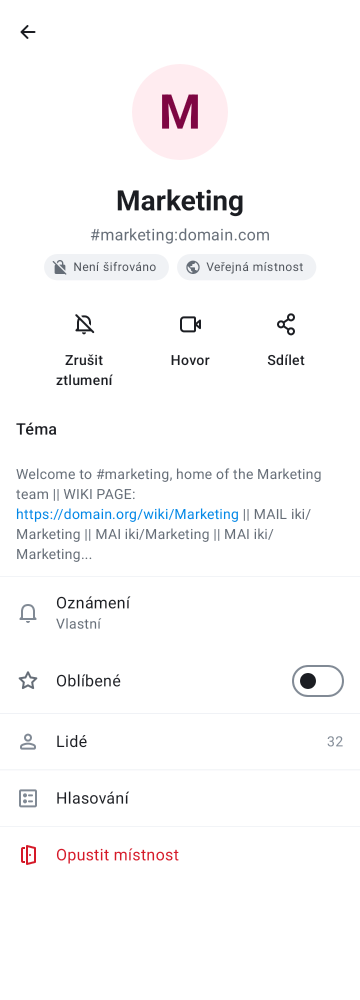 M
Marketing
#marketing:domain.com
Není šifrováno
Veřejná místnost
Zrušit
ztlumení
Hovor
Sdílet
Téma
Welcome to #marketing, home of the Marketing
team || WIKI PAGE:
https://domain.org/wiki/Marketing || MAIL iki/
Marketing || MAI iki/Marketing || MAI iki/
Marketing...
Oznámení
Vlastní
Oblíbené
Lidé
32
Hlasování
Opustit místnost